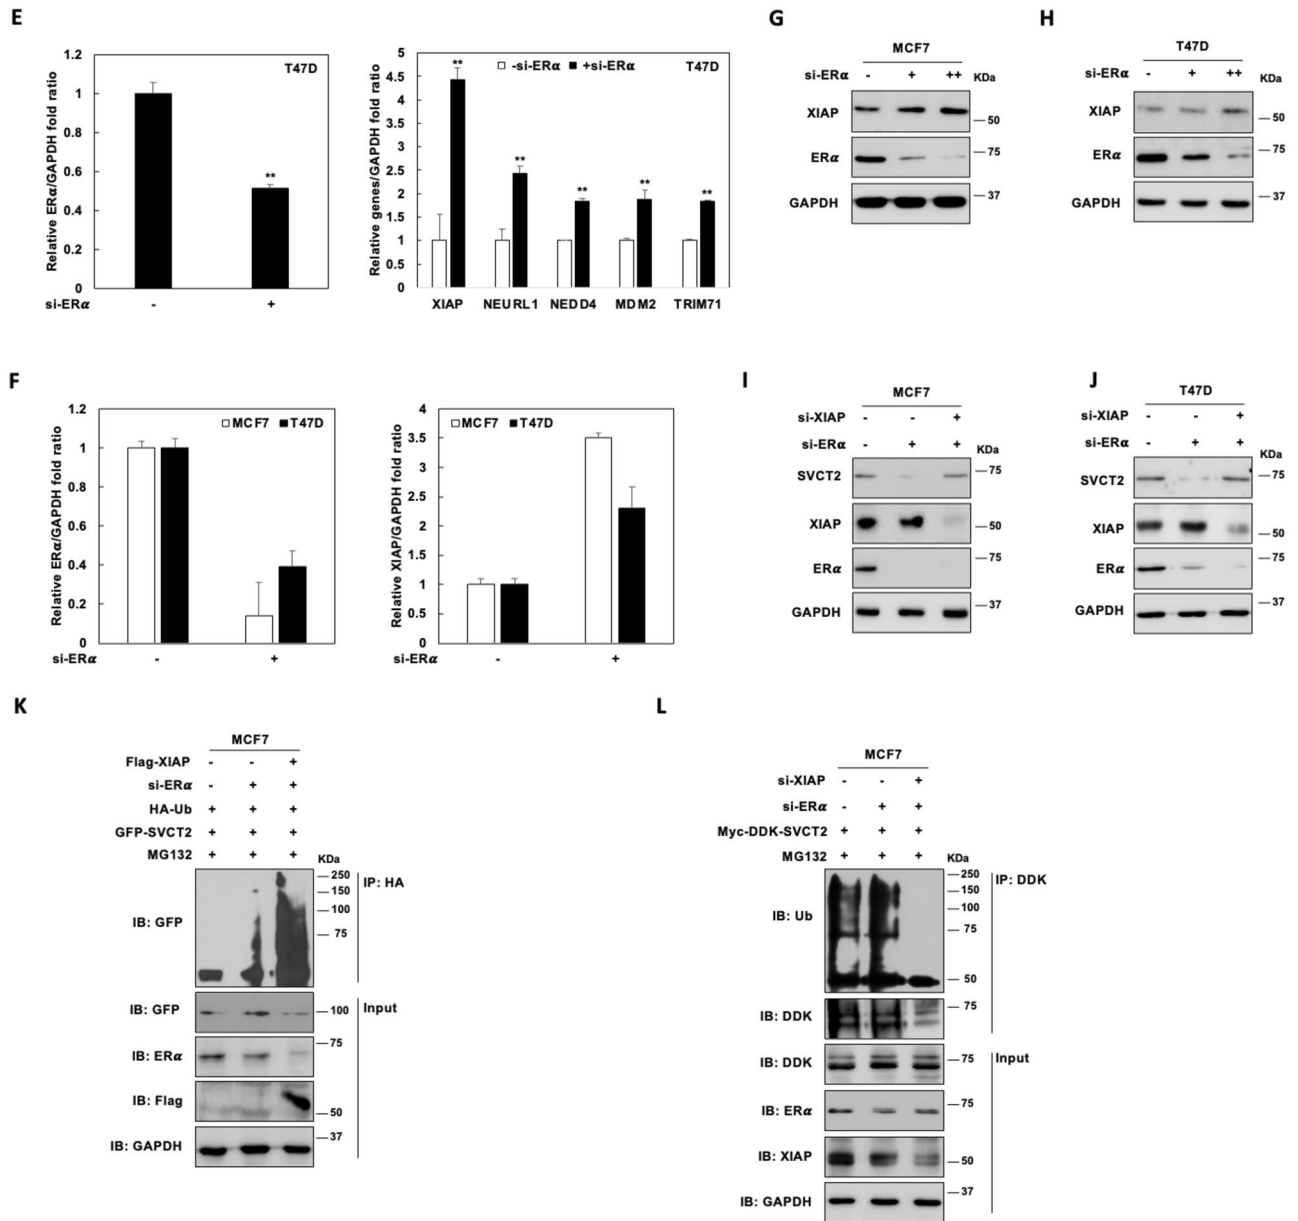 E
Relative ERα/GAPDH fold ratio
1.2
1
0.8
0.6
0.4
0.2
0
T47D
**
si-ERα - +
Relative genes/GAPDH fold ratio
5
4.5
4
3.5
3
2.5
2
1.5
1
0.5
0
-si-ERα +si-ERα T47D
** ** ** ** **
XIAP NEURL1 NEDD4 MDM2 TRIM71
G
MCF7
si-ERα - + ++ KDa
XIAP 50
ERα 75
GAPDH 37
H
T47D
si-ERα - + ++ KDa
XIAP 50
ERα 75
GAPDH 37
F
Relative ERα/GAPDH fold ratio
1.2
1
0.8
0.6
0.4
0.2
0
MCF7 T47D
si-ERα - +
Relative XIAP/GAPDH fold ratio
4
3.5
3
2.5
2
1.5
1
0.5
0
MCF7 T47D
si-ERα - +
I
MCF7
si-XIAP - - +
si-ERα - + + KDa
SVCT2 75
XIAP 50
ERα 75
GAPDH 37
J
T47D
si-XIAP - - +
si-ERα - + + KDa
SVCT2 75
XIAP 50
ERα 75
GAPDH 37
K
MCF7
Flag-XIAP - - +
si-ERα - + +
HA-Ub + + +
GFP-SVCT2 + + +
MG132 + + + KDa
250
150
100
75
IB: GFP
IP: HA
IB: GFP 100 Input
IB: ERα 75
IB: Flag 50
IB: GAPDH 37
L
MCF7
si-XIAP - - +
si-ERα - + +
Myc-DDK-SVCT2 + + +
MG132 + + + KDa
250
150
100
75
50
IB: Ub
IP: DDK
IB: DDK 75
IB: DDK 75 Input
IB: ERα 75
IB: XIAP 50
IB: GAPDH 37